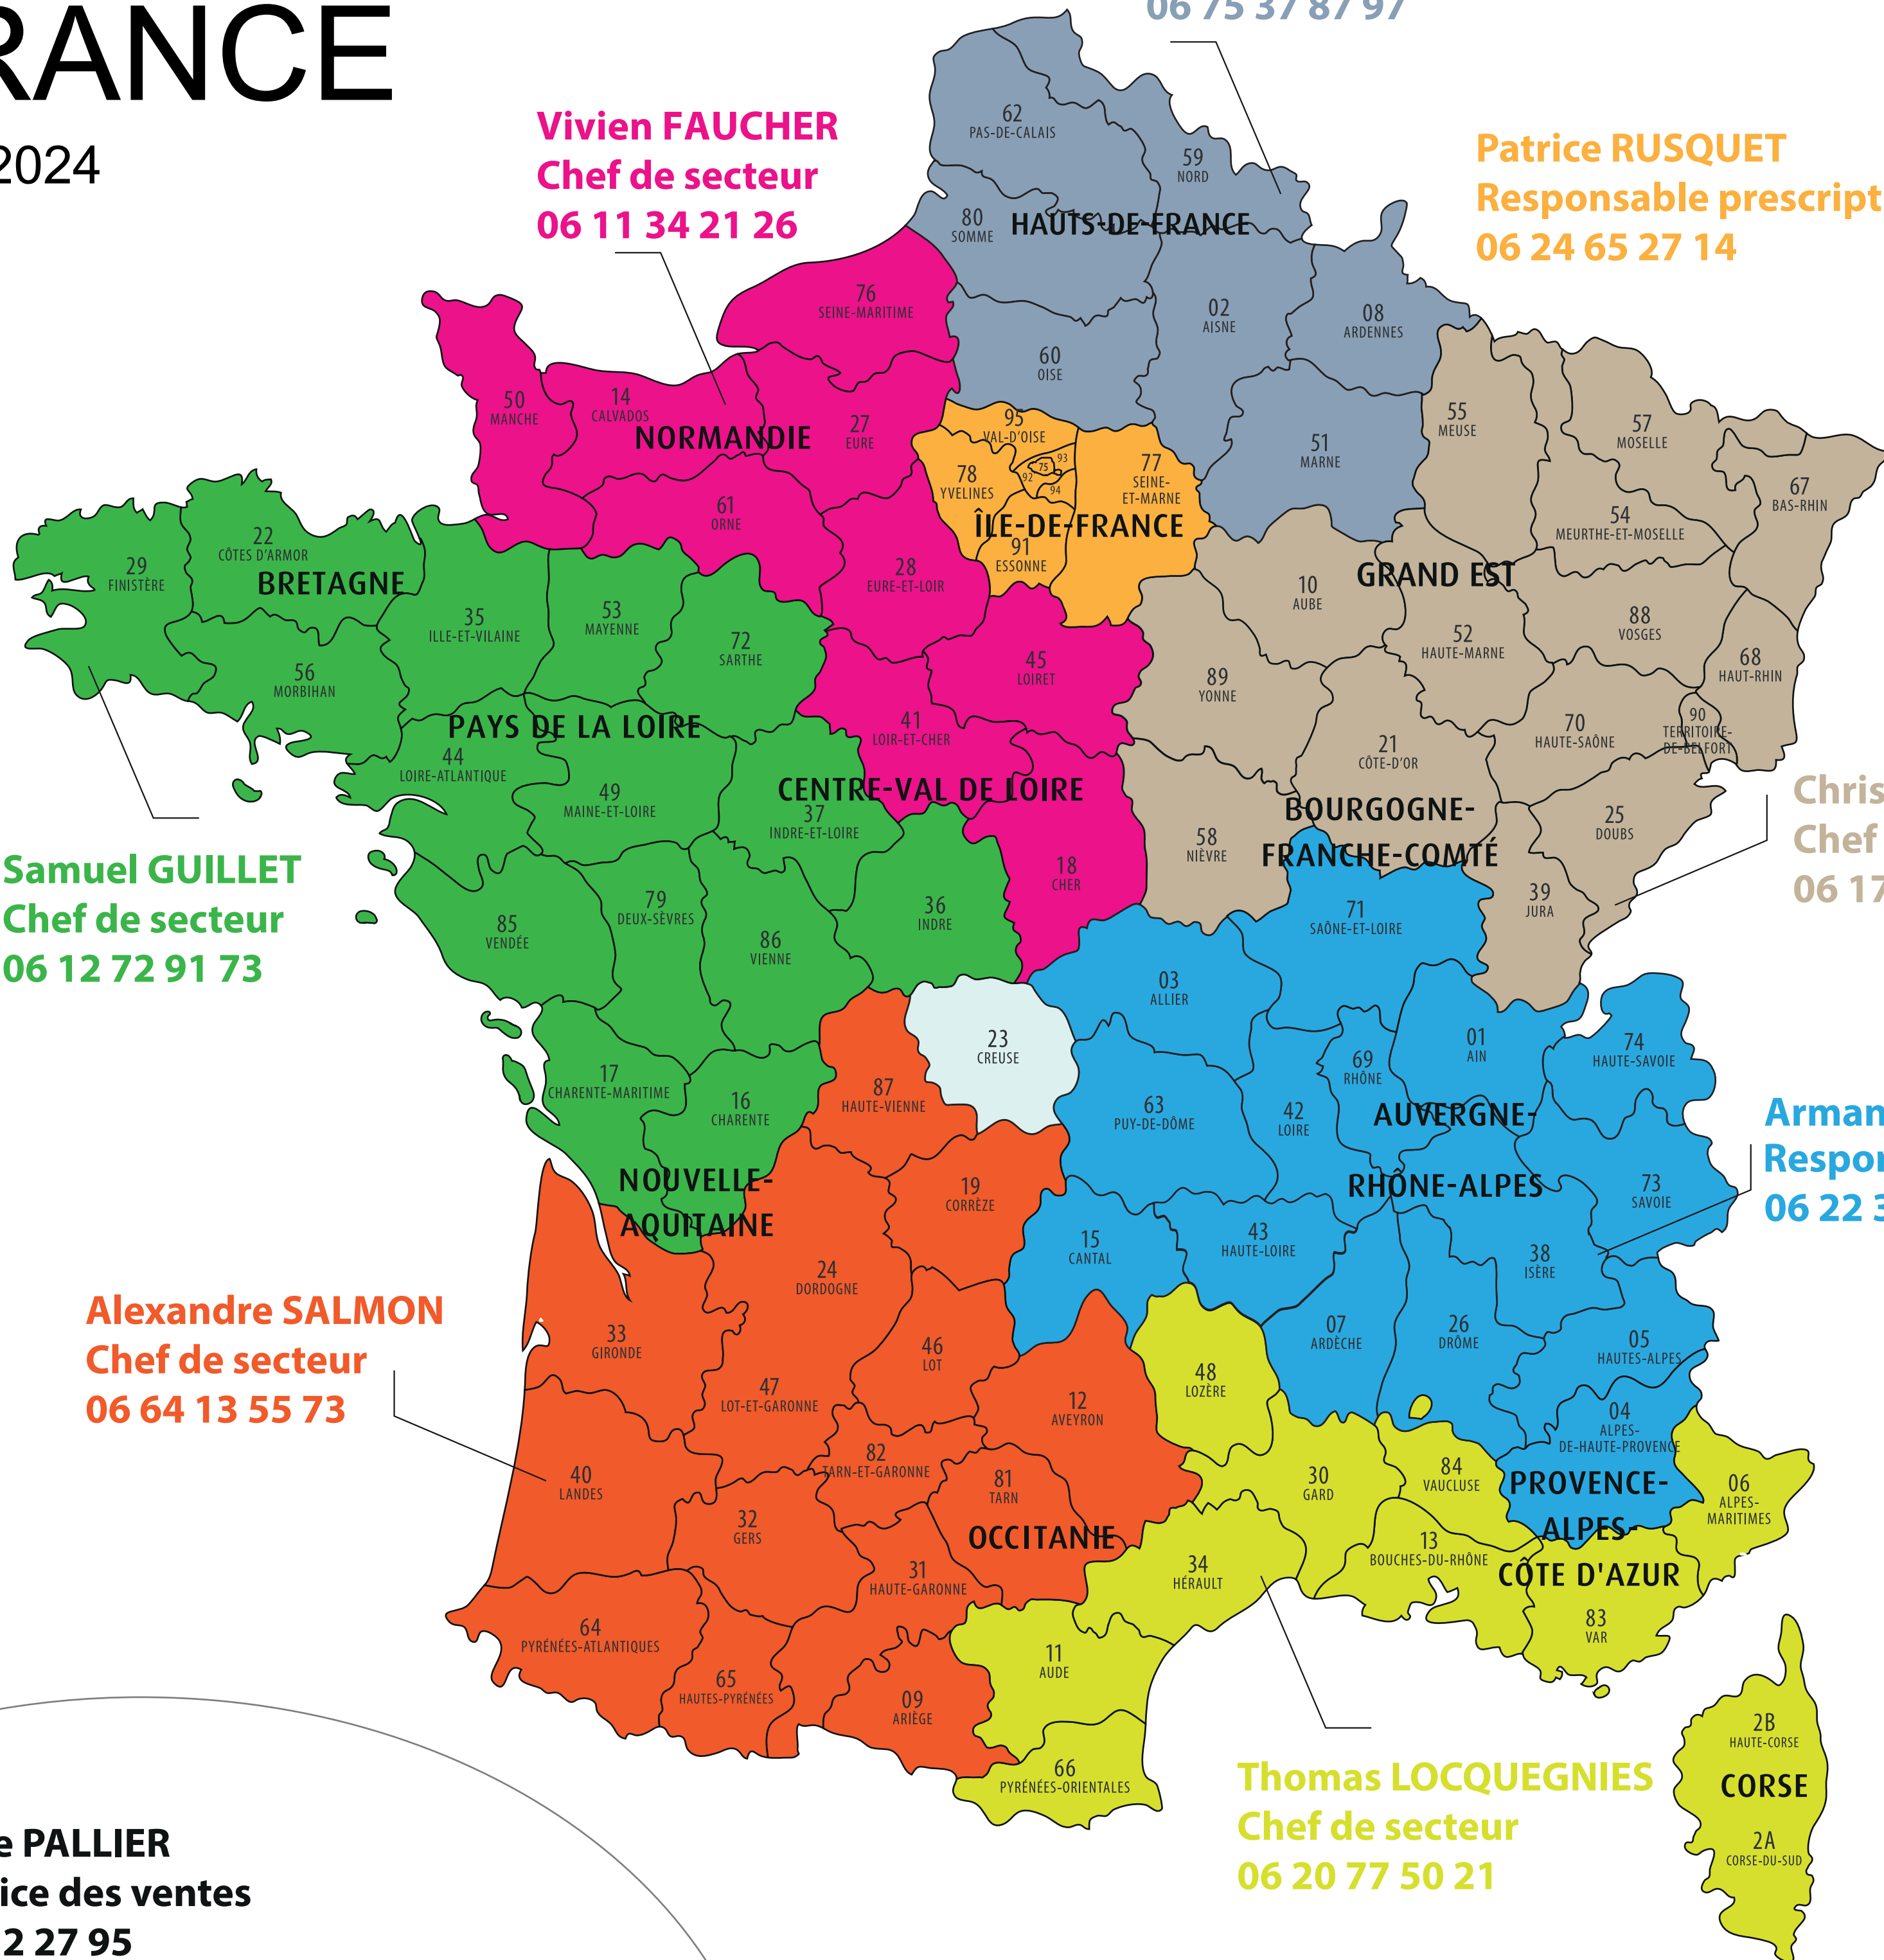 RANCE
2024
06 75 37 87 97
Vivien FAUCHER
Chef de secteur
06 11 34 21 26
Patrice RUSQUET
Responsable prescript
06 24 65 27 14
62
PAS-DE-CALAIS
59
NORD
80
SOMME
HAUTS-DE-FRANCE
76
SEINE-MARITIME
02
AISNE
08
ARDENNES
60
OISE
50
MANCHE
14
CALVADOS
NORMANDIE
27
EURE
95
VAL-D'OISE
78
YVELINES
93
75
92
94
77
SEINE-
ET-MARNE
51
MARNE
55
MEUSE
57
MOSELLE
67
BAS-RHIN
61
ORNE
ÎLE-DE-FRANCE
91
ESSONNE
54
MEURTHE-ET-MOSELLE
29
FINISTÈRE
22
CÔTES D'ARMOR
BRETAGNE
28
EURE-ET-LOIR
10
AUBE
GRAND EST
35
ILLE-ET-VILAINE
53
MAYENNE
72
SARTHE
45
LOIRET
52
HAUTE-MARNE
88
VOSGES
68
HAUT-RHIN
56
MORBIHAN
89
YONNE
PAYS DE LA LOIRE
41
LOIR-ET-CHER
21
CÔTE-D'OR
70
HAUTE-SAÔNE
90
TERRITOIRE-
DE-BELFORT
44
LOIRE-ATLANTIQUE
49
MAINE-ET-LOIRE
CENTRE-VAL DE LOIRE
37
INDRE-ET-LOIRE
BOURGOGNE-
FRANCHE-COMTÉ
25
DOUBS
Chris
Chef
06 17
58
NIÈVRE
18
CHER
39
JURA
Samuel GUILLET
Chef de secteur
06 12 72 91 73
85
VENDÉE
79
DEUX-SÈVRES
86
VIENNE
36
INDRE
71
SAÔNE-ET-LOIRE
03
ALLIER
23
CREUSE
01
AIN
74
HAUTE-SAVOIE
17
CHARENTE-MARITIME
16
CHARENTE
87
HAUTE-VIENNE
63
PUY-DE-DÔME
42
LOIRE
69
RHÔNE
AUVERGNE-
RHÔNE-ALPES
Arman
Respon
06 22 3
NOUVELLE-
AQUITAINE
19
CORRÈZE
73
SAVOIE
15
CANTAL
43
HAUTE-LOIRE
38
ISÈRE
24
DORDOGNE
Alexandre SALMON
Chef de secteur
06 64 13 55 73
33
GIRONDE
46
LOT
07
ARDÈCHE
26
DRÔME
05
HAUTES-ALPES
47
LOT-ET-GARONNE
12
AVEYRON
48
LOZÈRE
04
ALPES-
DE-HAUTE-PROVENCE
40
LANDES
82
TARN-ET-GARONNE
81
TARN
30
GARD
84
VAUCLUSE
PROVENCE-
ALPES-
CÔTE D'AZUR
06
ALPES-
MARITIMES
32
GERS
OCCITANIE
31
HAUTE-GARONNE
34
HÉRAULT
13
BOUCHES-DU-RHÔNE
83
VAR
64
PYRÉNÉES-ATLANTIQUES
65
HAUTES-PYRÉNÉES
09
ARIÈGE
11
AUDE
66
PYRÉNÉES-ORIENTALES
Thomas LOCQUEGNIES
Chef de secteur
06 20 77 50 21
2B
HAUTE-CORSE
CORSE
2A
CORSE-DU-SUD
e PALLIER
ice des ventes
2 27 95